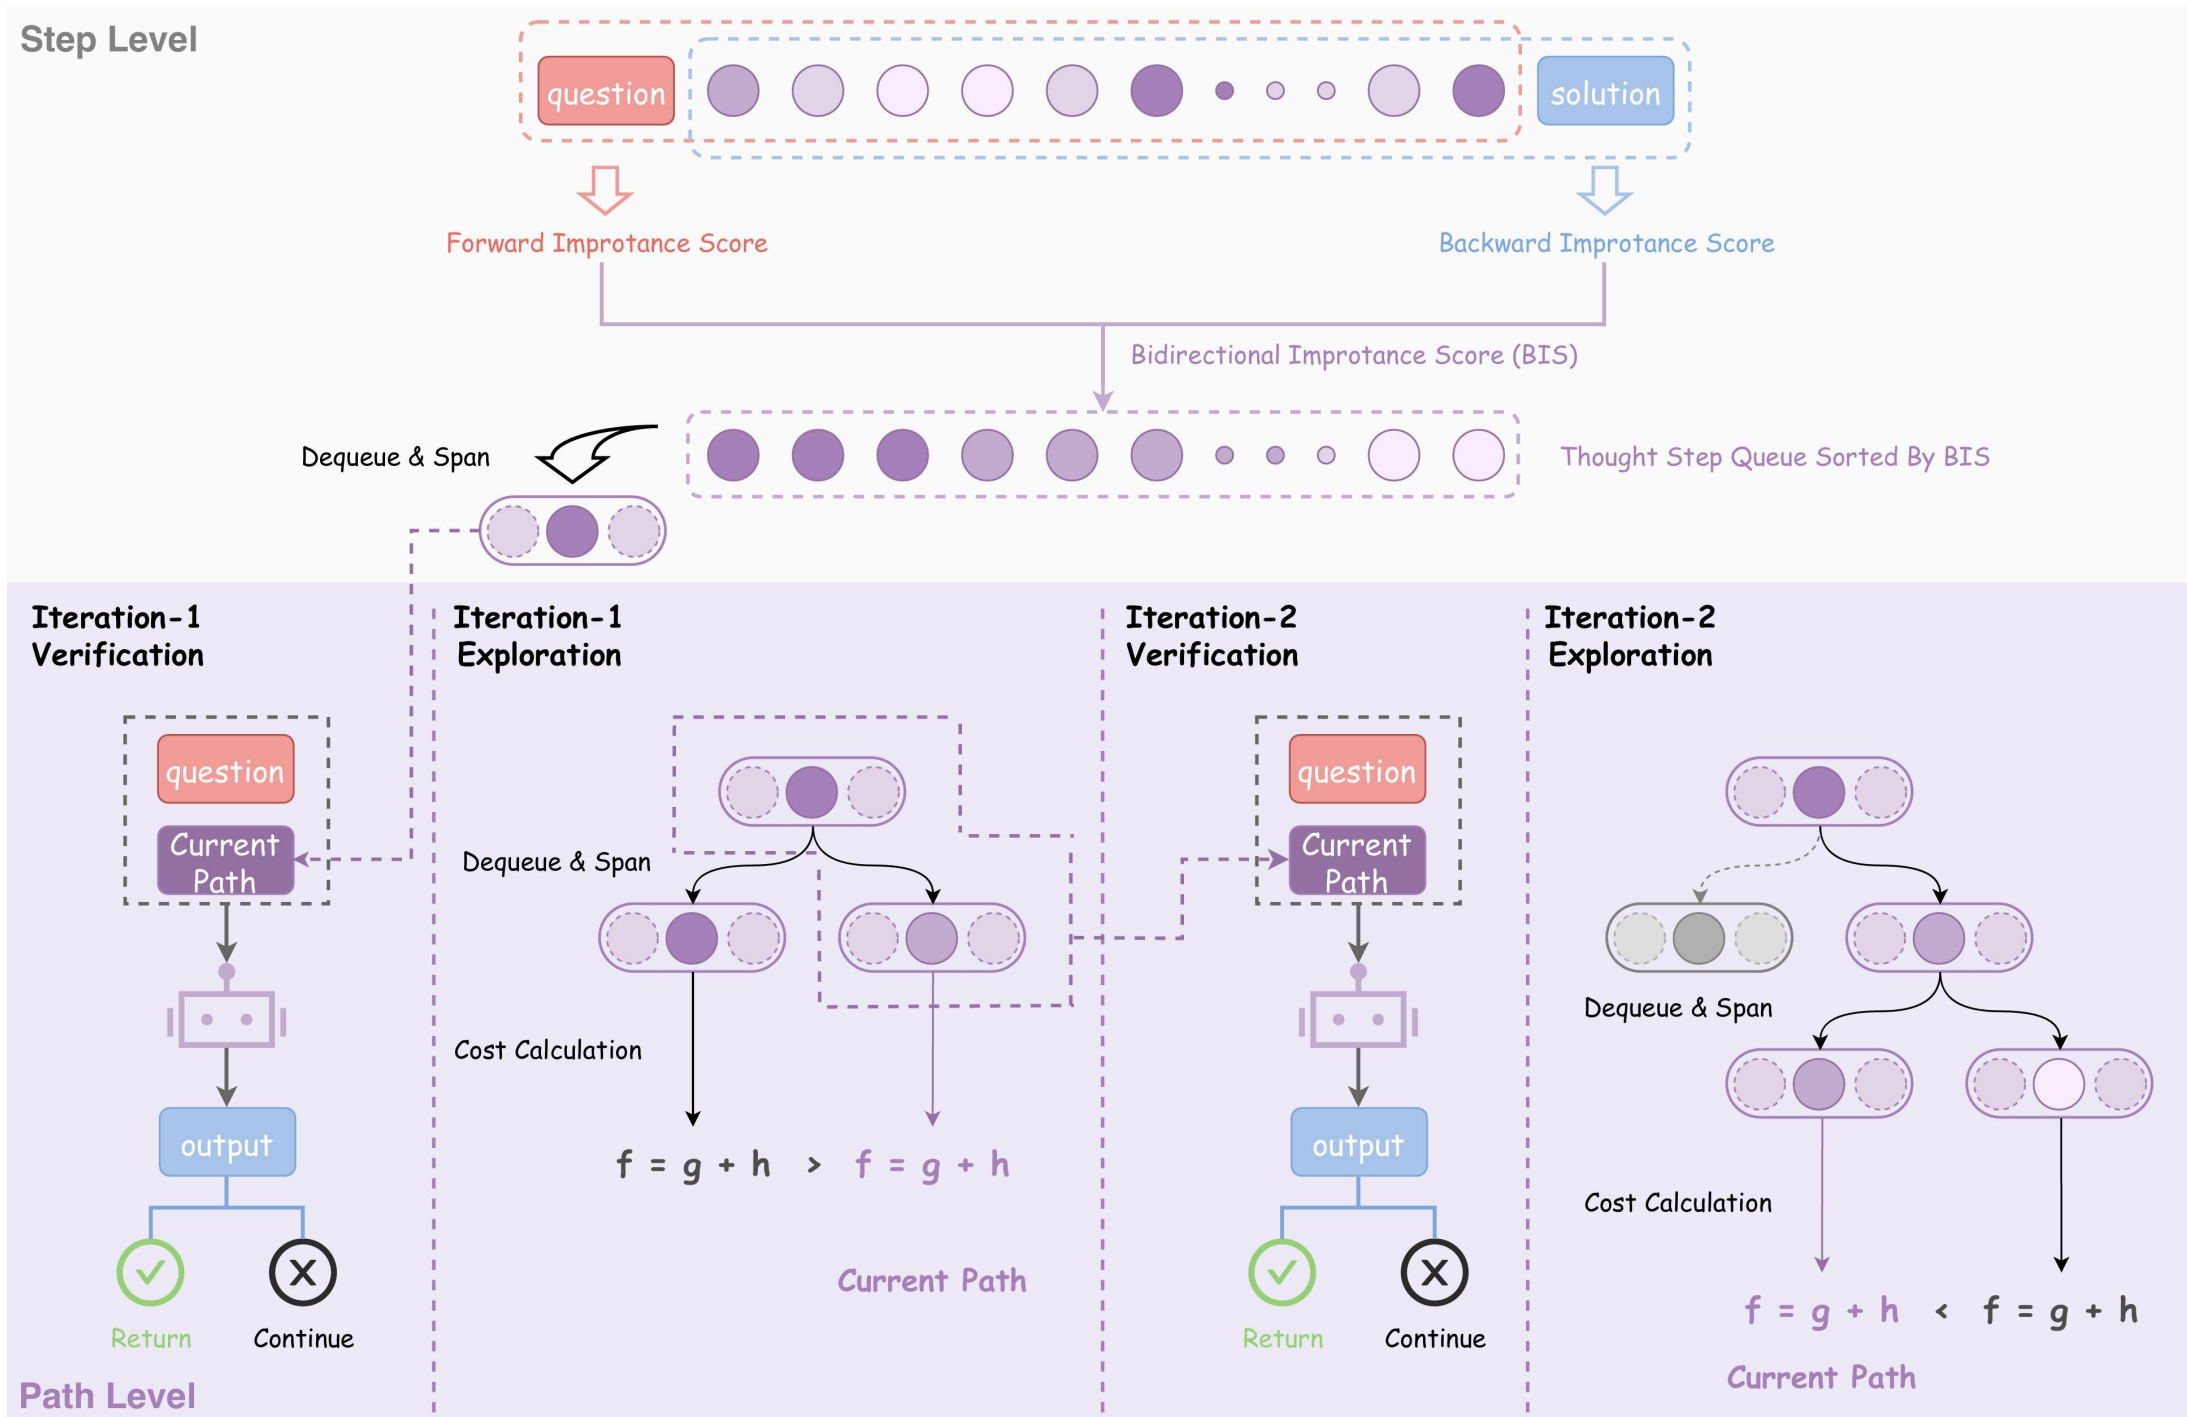 Step Level
question
solution
Forward Improtance Score
Backward Improtance Score
Bidirectional Improtance Score (BIS)
Dequeue & Span
Thought Step Queue Sorted By BIS
Iteration-1
Verification
question
Current
Path
output
Return
Continue
Iteration-1
Exploration
Dequeue & Span
Cost Calculation
f = g + h > f = g + h
Current Path
Iteration-2
Verification
question
Current
Path
output
Return
Continue
Iteration-2
Exploration
Dequeue & Span
Cost Calculation
f = g + h < f = g + h
Current Path
Path Level